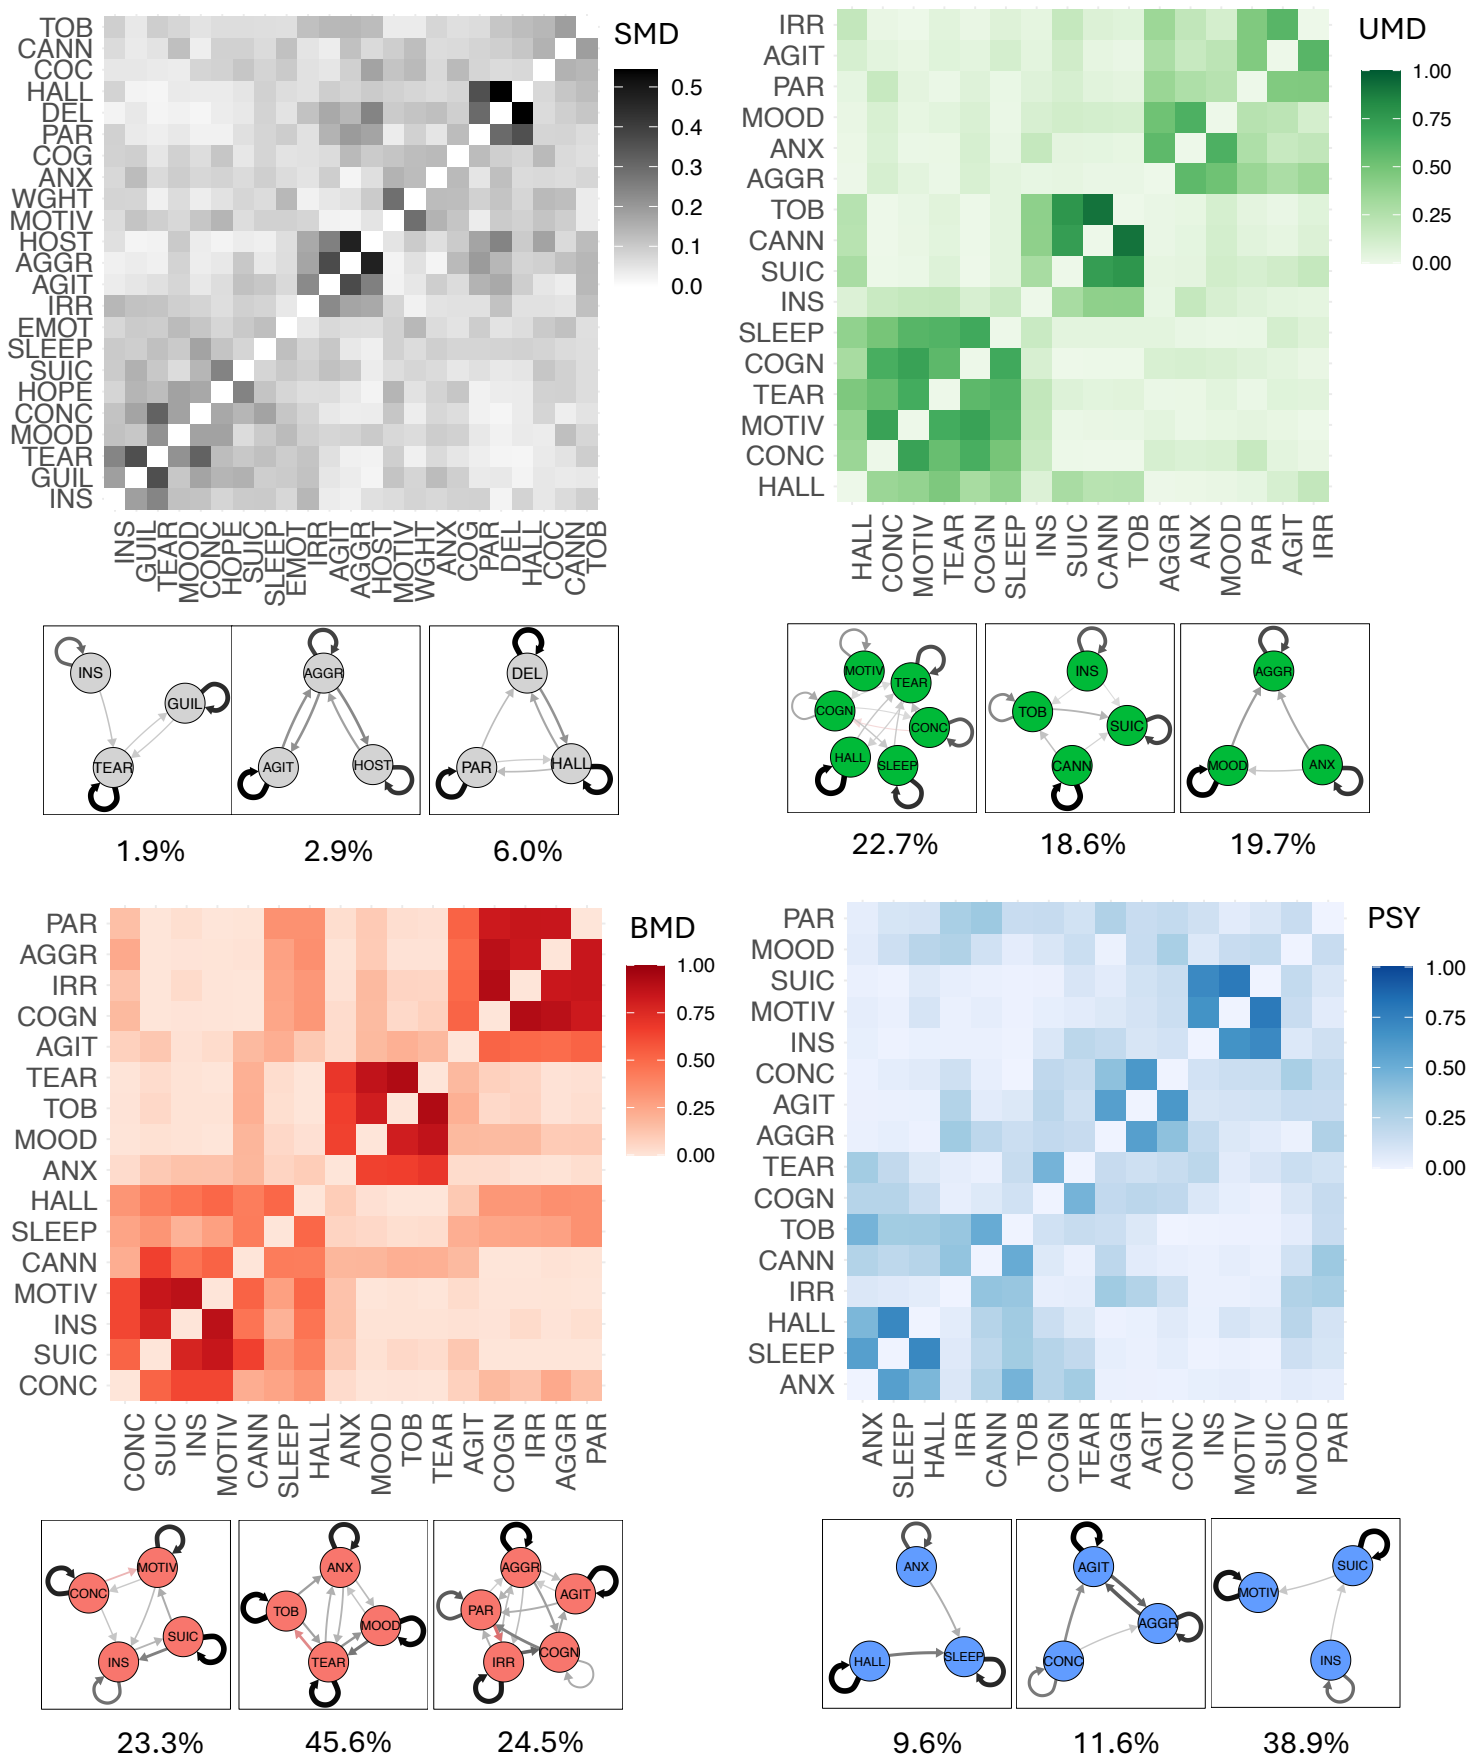 SMD
TOB
CANN
COC
HALL
DEL
PAR
COG
ANX
WGHT
MOTIV
HOST
AGGR
AGIT
IRR
EMOT
SLEEP
SUIC
HOPE
CONC
MOOD
TEAR
GUIL
INS
0.5
0.4
0.3
0.2
0.1
0.0
INS GUIL TEAR MOOD CONC HOPE SUIC SLEEP EMOT IRR AGIT AGGR HOST MOTIV WGHT ANX COG PAR DEL HALL COC CANN TOB
UMD
IRR
AGIT
PAR
MOOD
ANX
AGGR
TOB
CANN
SUIC
INS
SLEEP
COGN
TEAR
MOTIV
CONC
HALL
1.00
0.75
0.50
0.25
0.00
HALL CONC MOTIV TEAR COGN SLEEP INS SUIC CANN TOB AGGR ANX MOOD PAR AGIT IRR
INS
GUIL
TEAR
AGGR
AGIT
HOST
DEL
PAR
HALL
1.9%
2.9%
6.0%
MOTIV
TEAR
COGN
CONC
HALL
SLEEP
INS
TOB
SUIC
CANN
AGGR
MOOD
ANX
22.7%
18.6%
19.7%
BMD
PAR
AGGR
IRR
COGN
AGIT
TEAR
TOB
MOOD
ANX
HALL
SLEEP
CANN
MOTIV
INS
SUIC
CONC
1.00
0.75
0.50
0.25
0.00
CONC SUIC INS MOTIV CANN SLEEP HALL ANX MOOD TOB TEAR AGIT COGN IRR AGGR PAR
PSY
PAR
MOOD
SUIC
MOTIV
INS
CONC
AGIT
AGGR
TEAR
COGN
TOB
CANN
IRR
HALL
SLEEP
ANX
1.00
0.75
0.50
0.25
0.00
ANX SLEEP HALL IRR CANN TOB COGN TEAR AGGR AGIT CONC INS MOTIV SUIC MOOD PAR
MOTIV
CONC
SUIC
INS
ANX
TOB
MOOD
TEAR
AGGR
AGIT
PAR
COGN
IRR
23.3%
45.6%
24.5%
ANX
HALL
SLEEP
AGIT
AGGR
CONC
SUIC
MOTIV
INS
9.6%
11.6%
38.9%